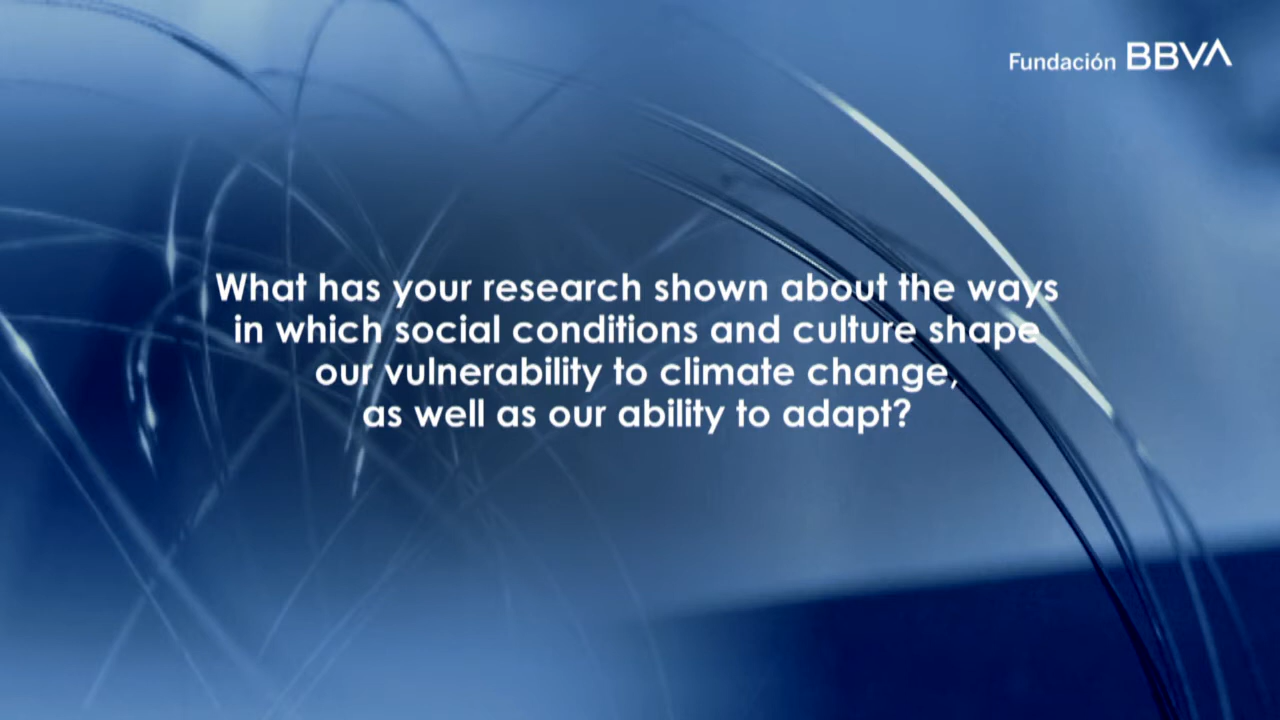 Fundación BBVA
What has your research shown about the ways
in which social conditions and culture shape
our vulnerability to climate change,
as well as our ability to adapt?